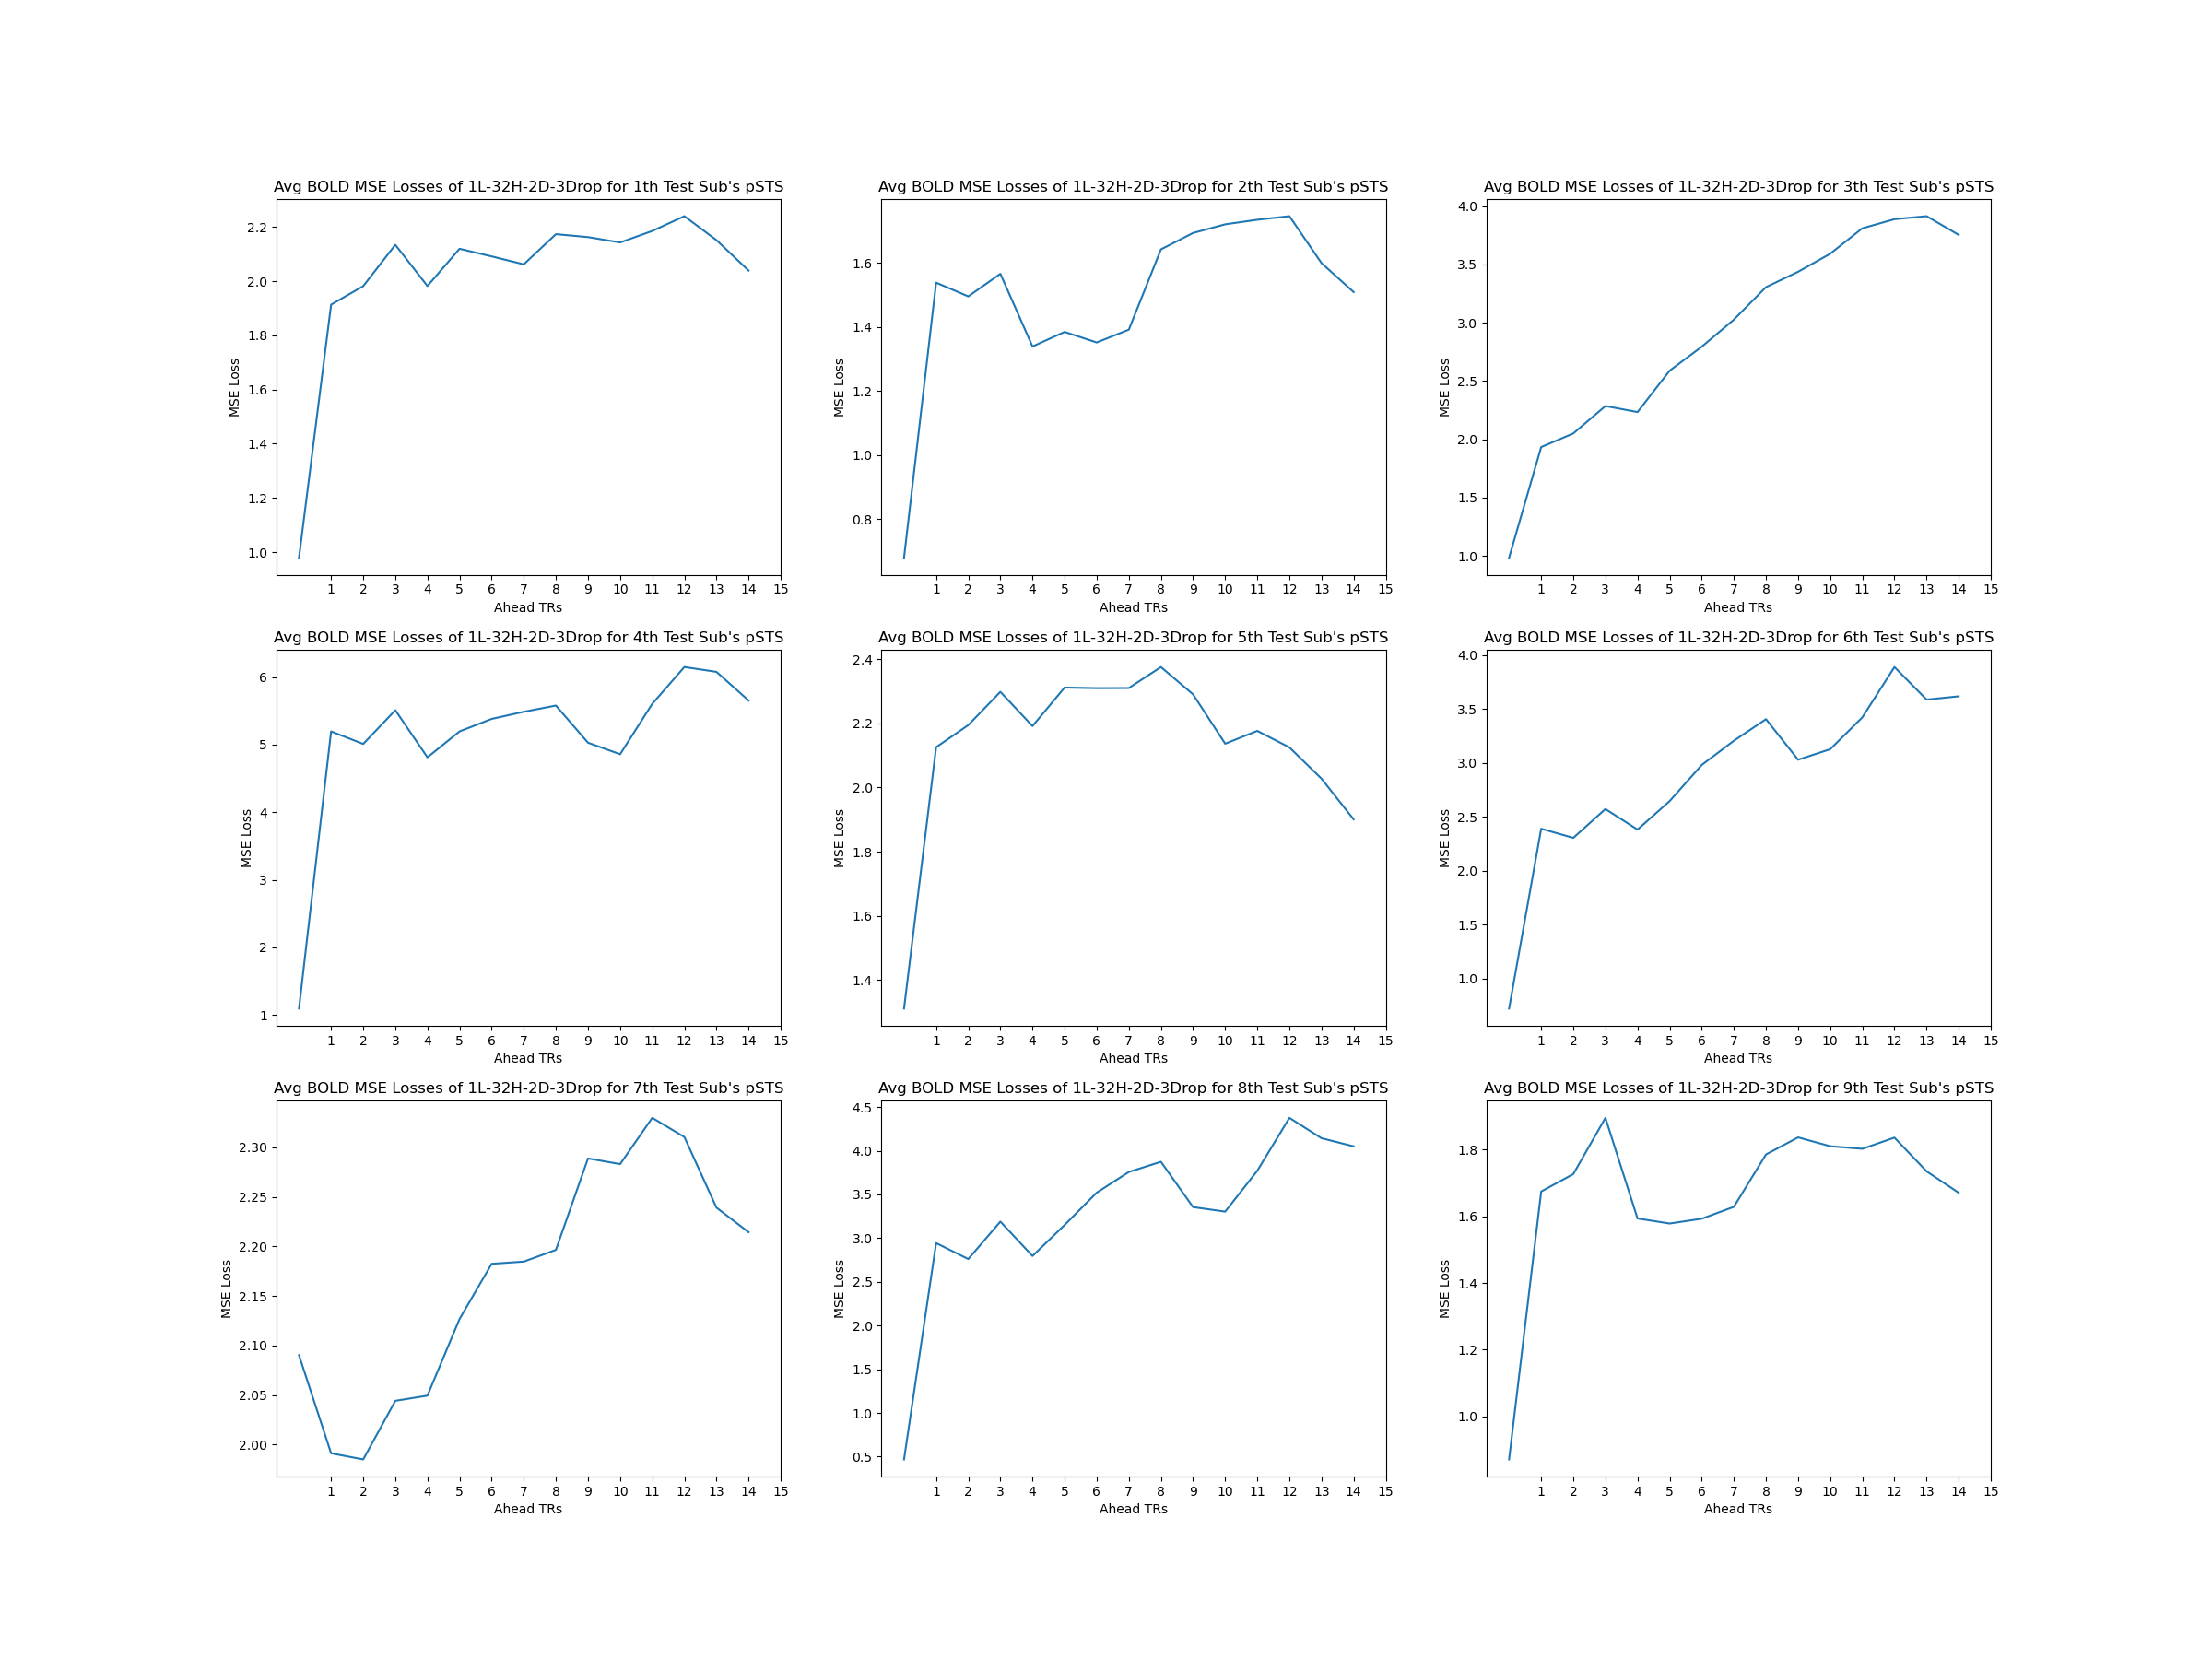 Avg BOLD MSE Losses of 1L-32H-2D-3Drop for 1th Test Sub's pSTS
MSE Loss
2.2
2.0
1.8
1.6
1.4
1.2
1.0
1 2 3 4 5 6 7 8 9 10 11 12 13 14 15
Ahead TRs
Avg BOLD MSE Losses of 1L-32H-2D-3Drop for 2th Test Sub's pSTS
MSE Loss
1.6
1.4
1.2
1.0
0.8
1 2 3 4 5 6 7 8 9 10 11 12 13 14 15
Ahead TRs
Avg BOLD MSE Losses of 1L-32H-2D-3Drop for 3th Test Sub's pSTS
MSE Loss
4.0
3.5
3.0
2.5
2.0
1.5
1.0
1 2 3 4 5 6 7 8 9 10 11 12 13 14 15
Ahead TRs
Avg BOLD MSE Losses of 1L-32H-2D-3Drop for 4th Test Sub's pSTS
MSE Loss
6
5
4
3
2
1
1 2 3 4 5 6 7 8 9 10 11 12 13 14 15
Ahead TRs
Avg BOLD MSE Losses of 1L-32H-2D-3Drop for 5th Test Sub's pSTS
MSE Loss
2.4
2.2
2.0
1.8
1.6
1.4
1 2 3 4 5 6 7 8 9 10 11 12 13 14 15
Ahead TRs
Avg BOLD MSE Losses of 1L-32H-2D-3Drop for 6th Test Sub's pSTS
MSE Loss
4.0
3.5
3.0
2.5
2.0
1.5
1.0
1 2 3 4 5 6 7 8 9 10 11 12 13 14 15
Ahead TRs
Avg BOLD MSE Losses of 1L-32H-2D-3Drop for 7th Test Sub's pSTS
MSE Loss
2.30
2.25
2.20
2.15
2.10
2.05
2.00
1 2 3 4 5 6 7 8 9 10 11 12 13 14 15
Ahead TRs
Avg BOLD MSE Losses of 1L-32H-2D-3Drop for 8th Test Sub's pSTS
MSE Loss
4.5
4.0
3.5
3.0
2.5
2.0
1.5
1.0
0.5
1 2 3 4 5 6 7 8 9 10 11 12 13 14 15
Ahead TRs
Avg BOLD MSE Losses of 1L-32H-2D-3Drop for 9th Test Sub's pSTS
MSE Loss
1.8
1.6
1.4
1.2
1.0
1 2 3 4 5 6 7 8 9 10 11 12 13 14 15
Ahead TRs